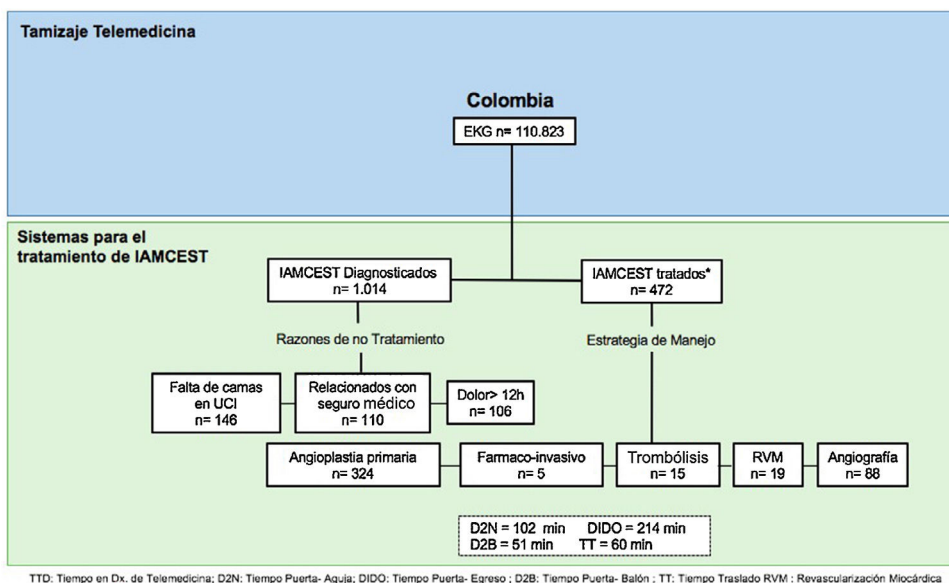 Tamizaje Telemedicina
Colombia
EKG n= 110.823
Sistemas para el
tratamiento de IAMCEST
IAMCEST Diagnosticados
n= 1.014
IAMCEST tratados*
n= 472
Razones de no Tratamiento
Estrategia de Manejo
Falta de camas
en UCI
n= 146
Relacionados con
seguro médico
n= 110
Dolor> 12h
n= 106
Angioplastia primaria
n= 324
Farmaco-invasivo
n= 5
Trombólisis
n= 15
RVM
n= 19
Angiografía
n= 88
D2N = 102 min DIDO = 214 min
D2B = 51 min TT = 60 min
TTD: Tiempo en Dx. de Telemedicina; D2N: Tiempo Puerta- Aguja; DIDO: Tiempo Puerta- Egreso ; D2B: Tiempo Puerta- Balón ; TT: Tiempo Traslado RVM : Revascularización Miocárdica